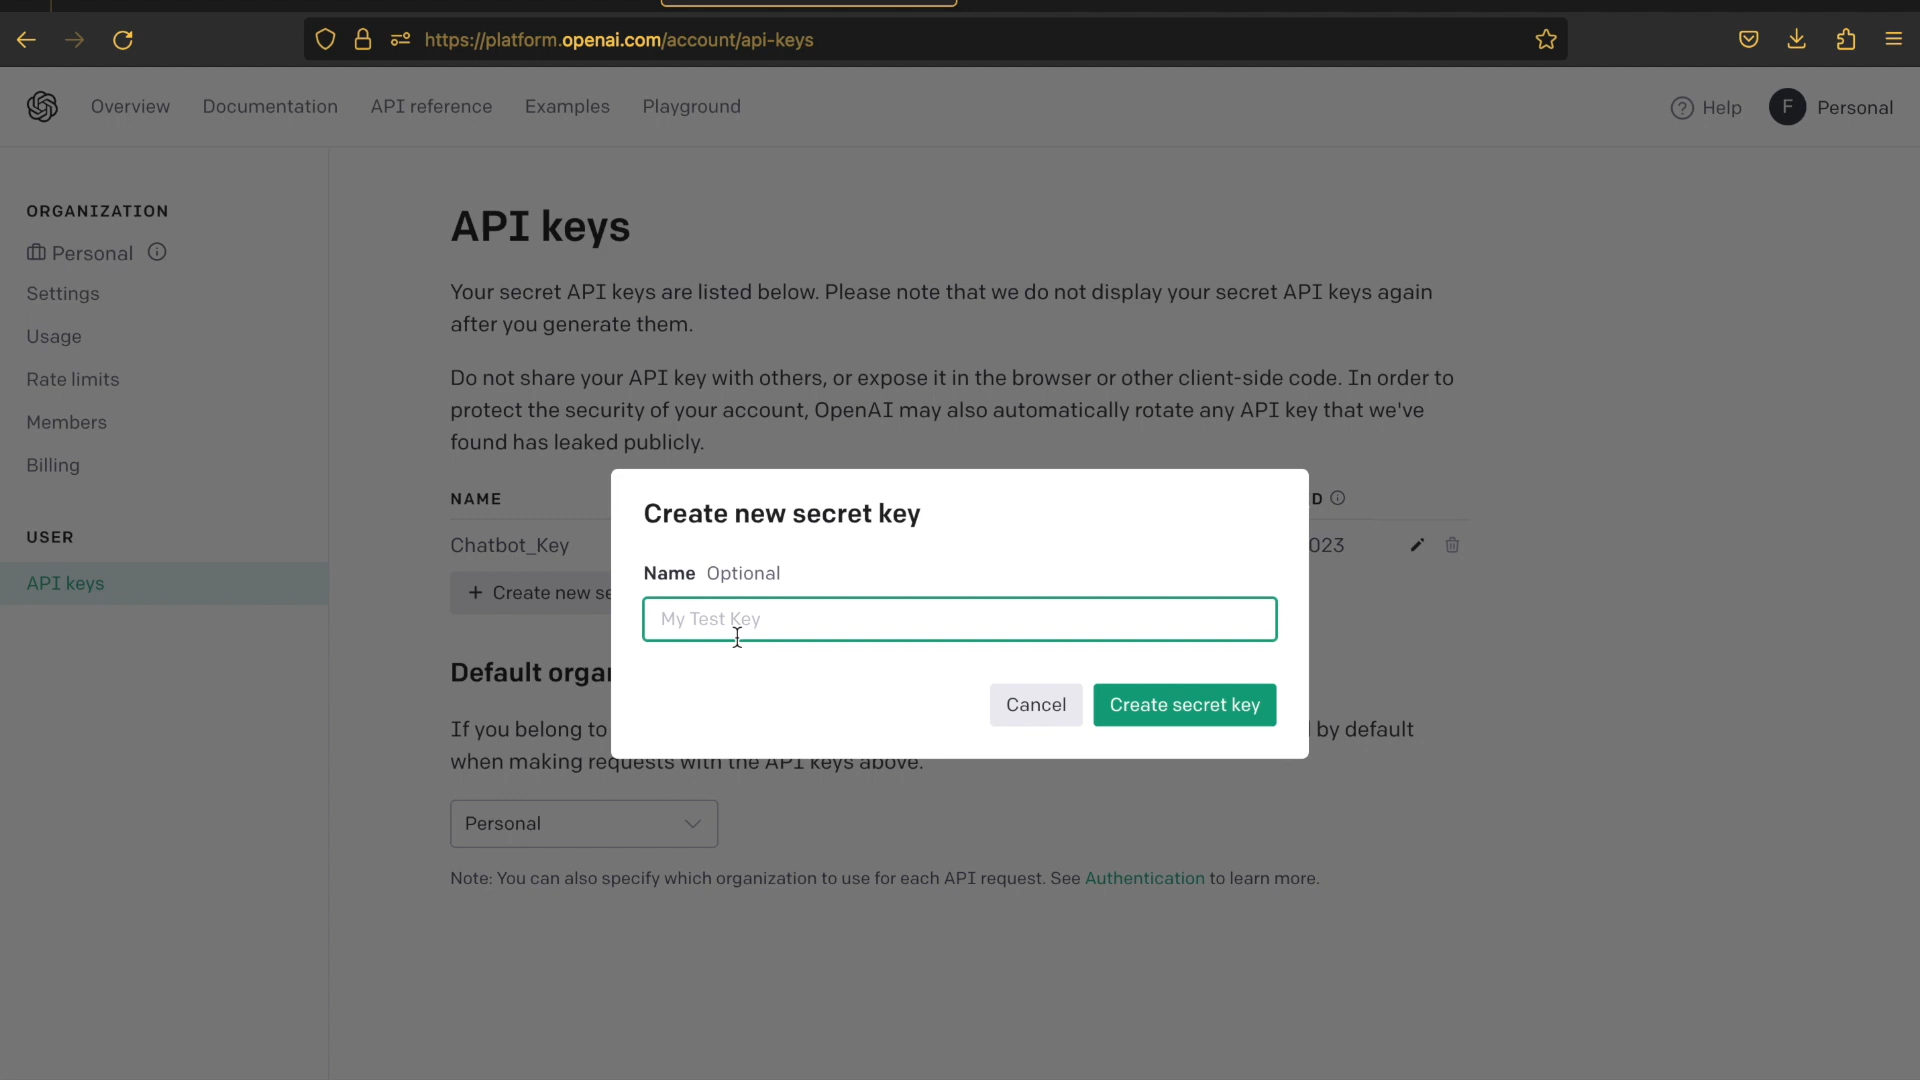 https://platform.openai.com/account/api-keys
Overview Documentation API reference Examples Playground Help F Personal
ORGANIZATION
Personal
Settings
Usage
Rate limits
Members
Billing
USER
API keys
API keys
Your secret API keys are listed below. Please note that we do not display your secret API keys again
after you generate them.
Do not share your API key with others, or expose it in the browser or other client-side code. In order to
protect the security of your account, OpenAI may also automatically rotate any API key that we've
found has leaked publicly.
NAME D
Chatbot_Key 023
+ Create new se
Create new secret key
Name Optional
My Test Key
Cancel Create secret key
Default organ
If you belong to by default
when making requests with the API keys above.
Personal
Note: You can also specify which organization to use for each API request. See Authentication to learn more.